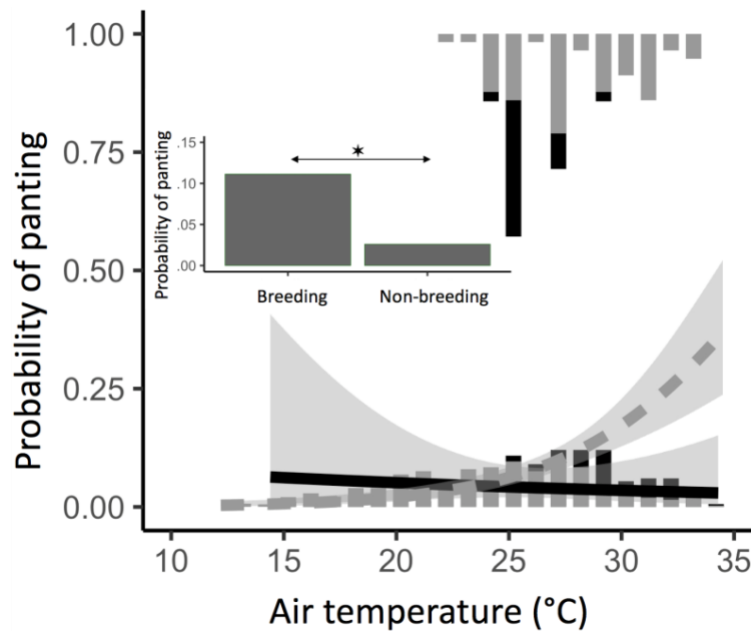 Probability of panting
1.00
0.75
0.50
0.25
0.00
10 15 20 25 30 35
Air temperature (°C)
Probability of panting
.15
.10
.05
.00
*
Breeding Non-breeding